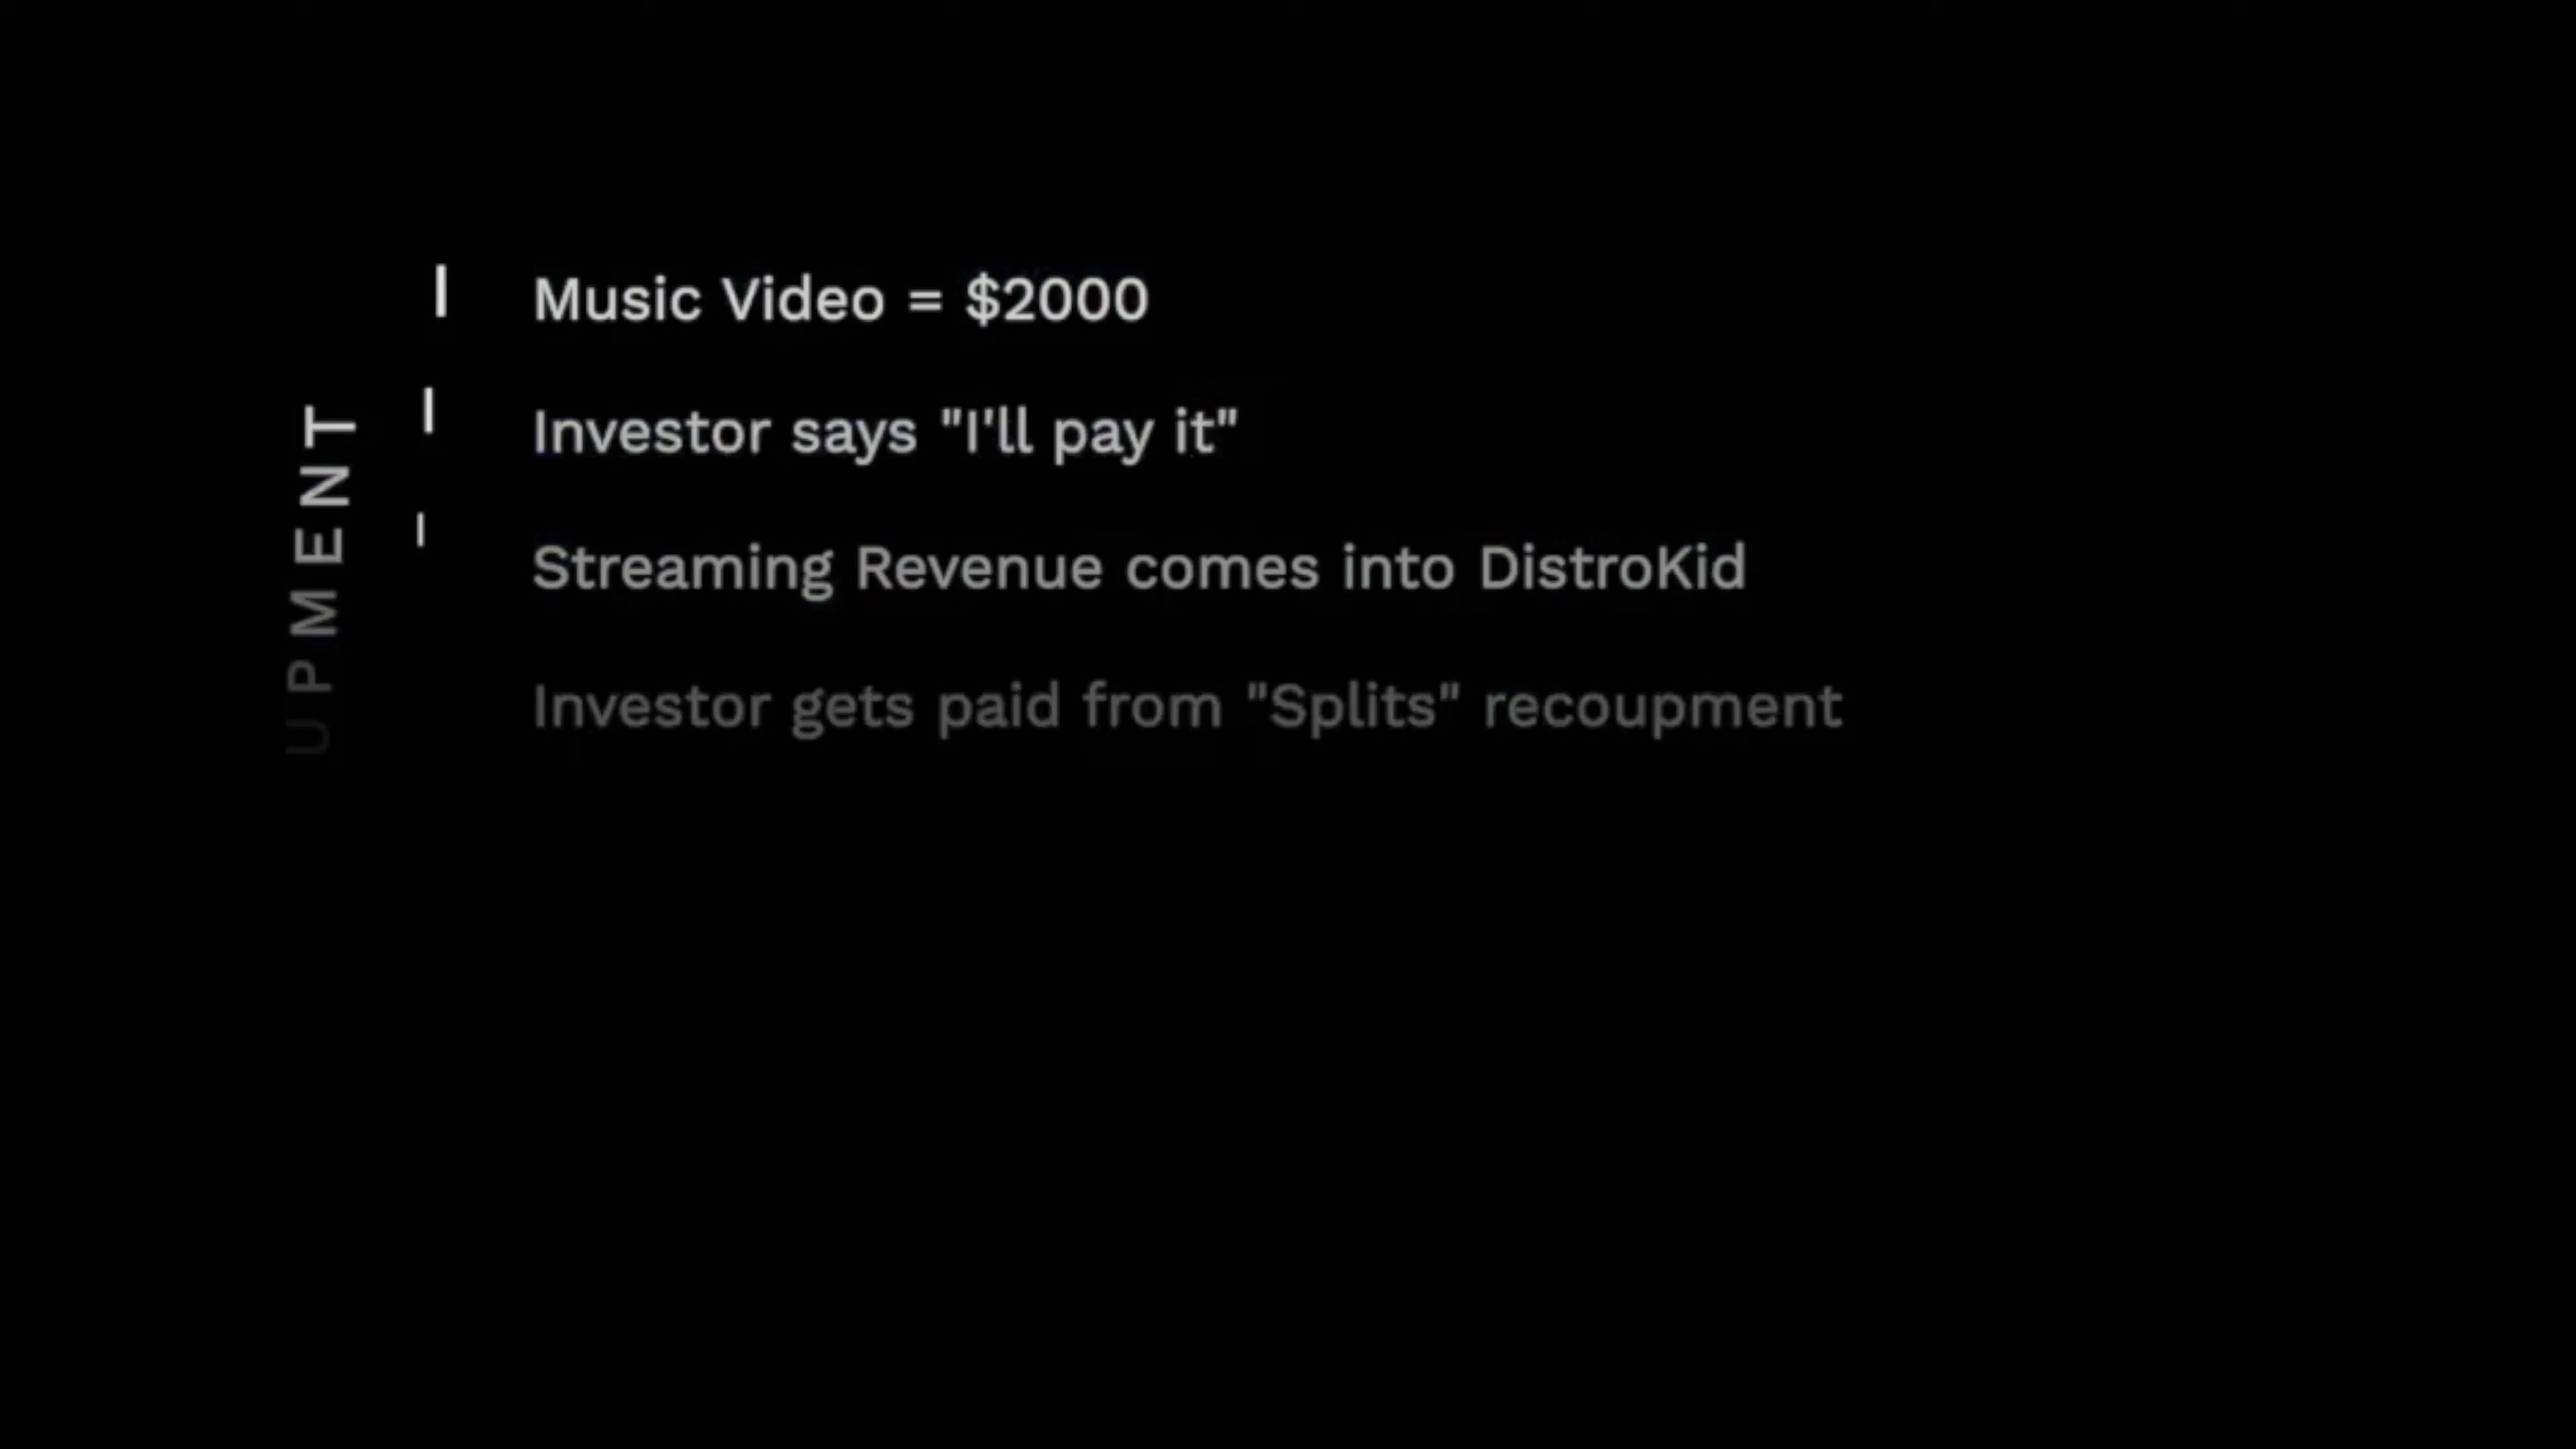 UPMENT
Music Video = $2000
Investor says "I'll pay it"
Streaming Revenue comes into DistroKid
Investor gets paid from "Splits" recoupment